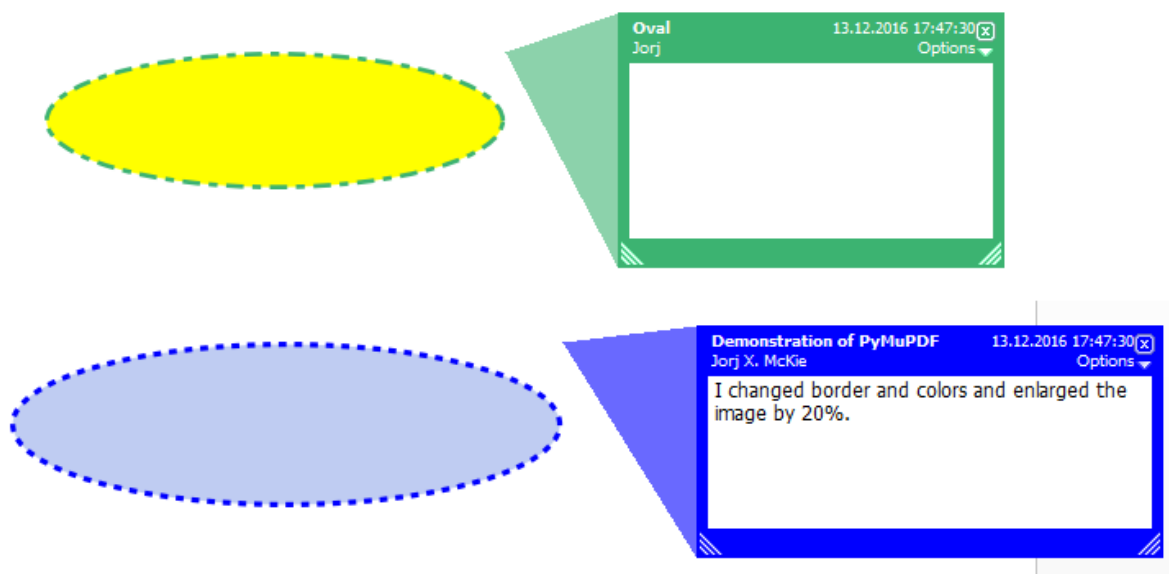 Oval 13.12.2016 17:47:30
Jorj Options
Demonstration of PyMuPDF 13.12.2016 17:47:30
Jorj X. McKie Options
I changed border and colors and enlarged the
image by 20%.